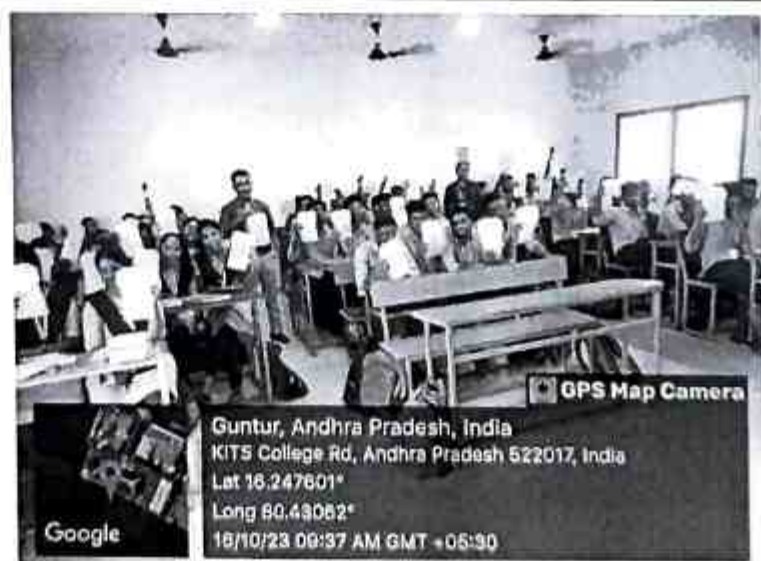 GPS Map Camera
Guntur, Andhra Pradesh, India
KITS College Rd, Andhra Pradesh 522017, India
Lat 16.247601°
Long 80.43062°
16/10/23 09:37 AM GMT +05:30
Google